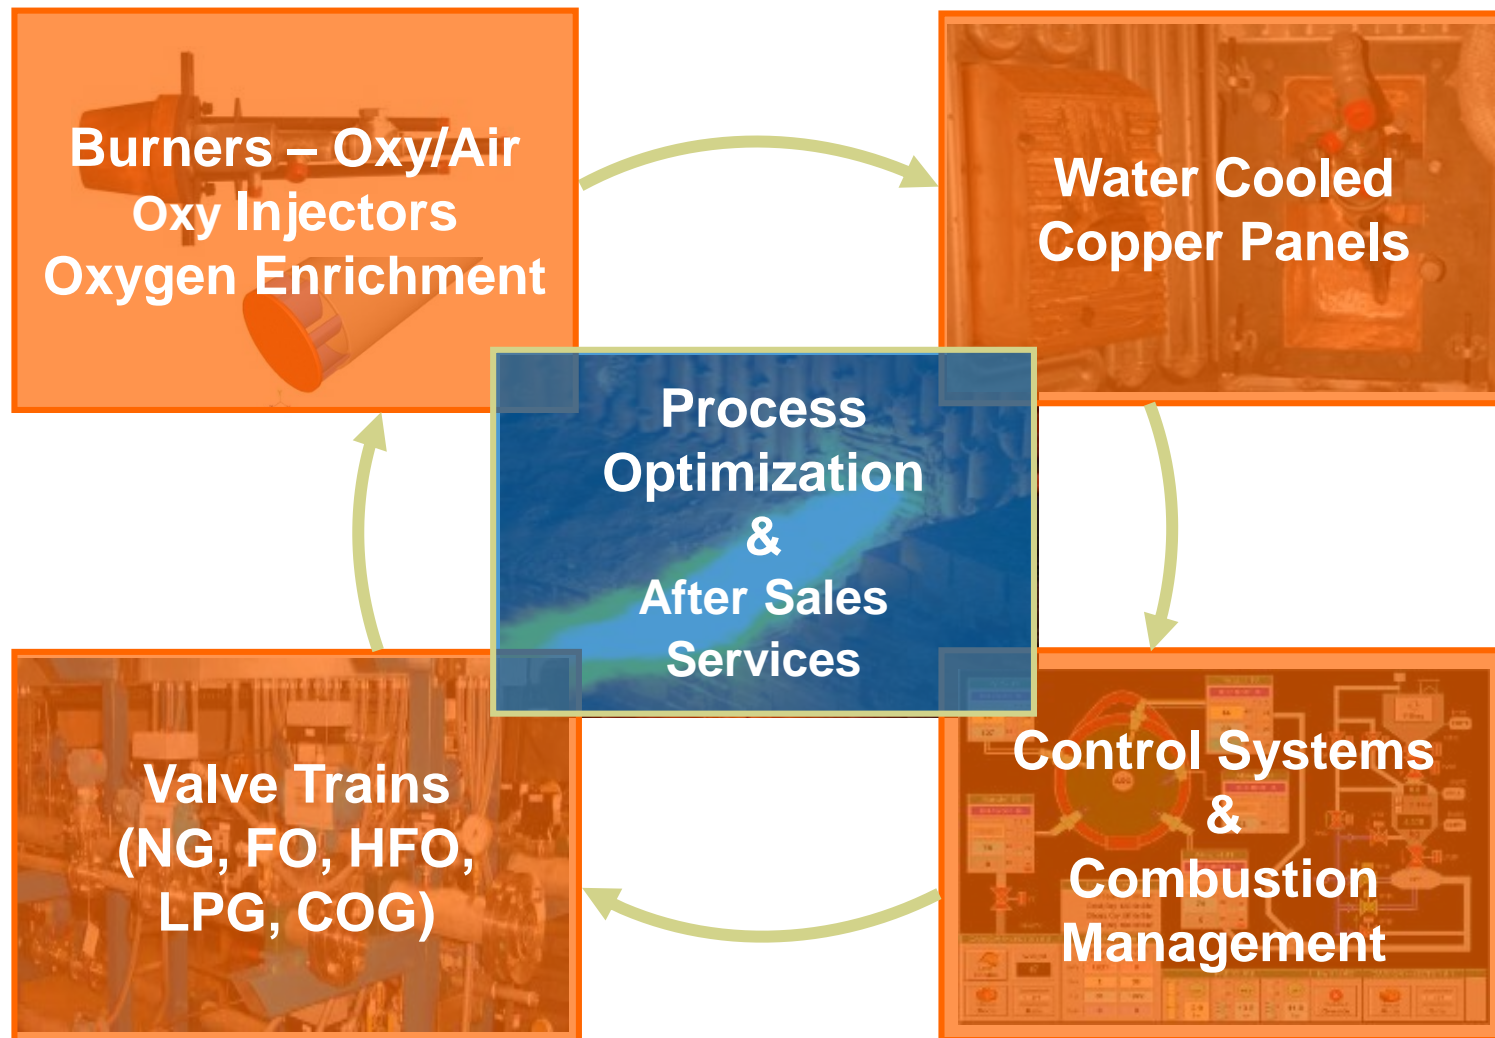 Burners – Oxy/Air
Oxy Injectors
Oxygen Enrichment
Water Cooled
Copper Panels
Process
Optimization
&
After Sales
Services
Valve Trains
(NG, FO, HFO,
LPG, COG)
Control Systems
&
Combustion
Management